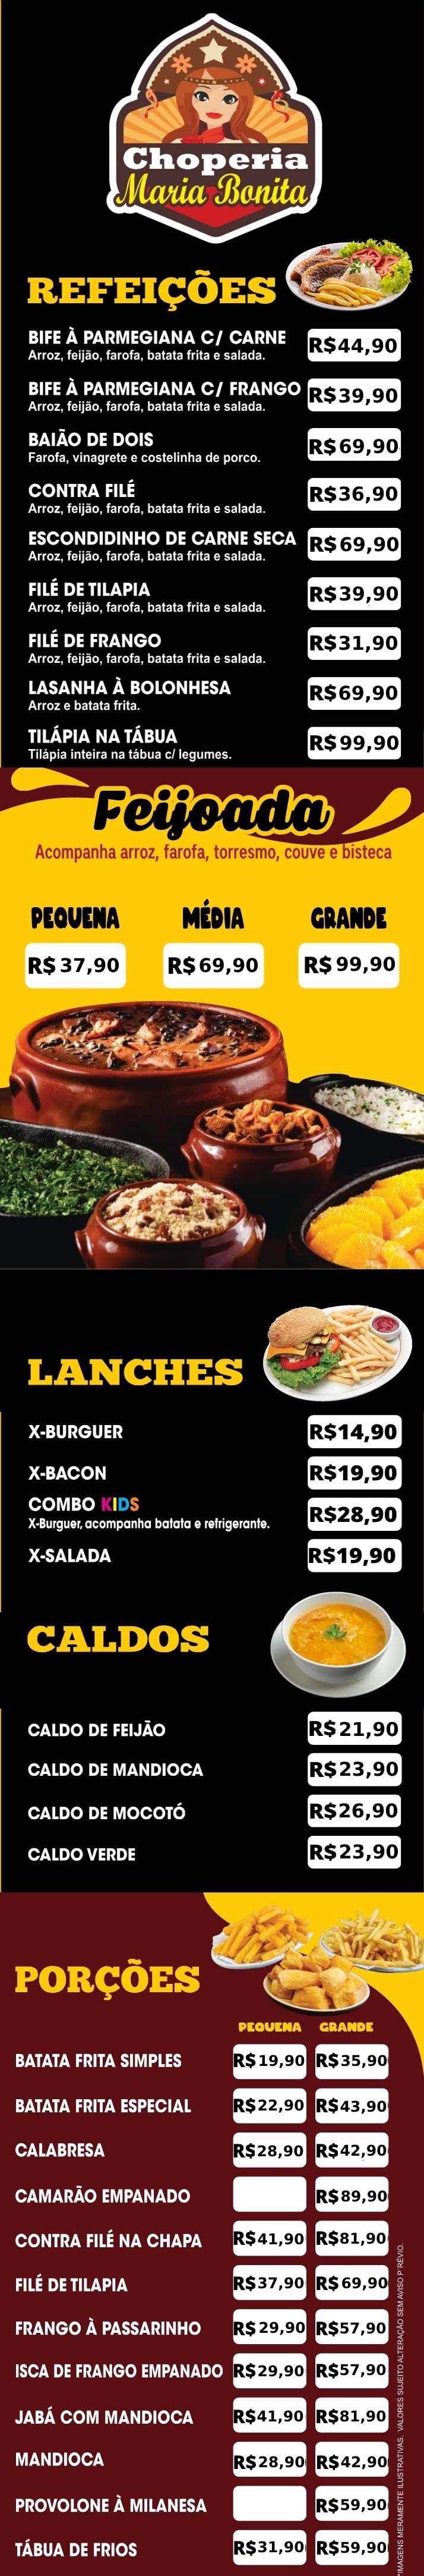 Choperia
Maria Bonita
REFEIÇÕES
BIFE À PARMEGIANA C/ CARNE R$44,90
Arroz, feijão, farofa, batata frita e salada.
BIFE À PARMEGIANA C/ FRANGO R$39,90
Arroz, feijão, farofa, batata frita e salada.
BAIÃO DE DOIS R$69,90
Farofa, vinagrete e costelinha de porco.
CONTRA FILÉ R$36,90
Arroz, feijão, farofa, batata frita e salada.
ESCONDIDINHO DE CARNE SECA R$69,90
Arroz, feijão, farofa, batata frita e salada.
FILÉ DE TILAPIA R$39,90
Arroz, feijão, farofa, batata frita e salada.
FILÉ DE FRANGO R$31,90
Arroz, feijão, farofa, batata frita e salada.
LASANHA À BOLONHESA R$69,90
Arroz e batata frita.
TILÁPIA NA TÁBUA R$99,90
Tilápia inteira na tábua c/ legumes.
Feijoada
Acompanha arroz, farofa, torresmo, couve e bisteca
PEQUENA MÉDIA GRANDE
R$ 37,90 R$ 69,90 R$ 99,90
LANCHES
X-BURGUER R$14,90
X-BACON R$19,90
COMBO KIDS R$28,90
X-Burguer, acompanha batata e refrigerante.
X-SALADA R$19,90
CALDOS
CALDO DE FEIJÃO R$21,90
CALDO DE MANDIOCA R$23,90
CALDO DE MOCOTÓ R$26,90
CALDO VERDE R$23,90
PORÇÕES
PEQUENA GRANDE
BATATA FRITA SIMPLES R$19,90 R$35,90
BATATA FRITA ESPECIAL R$22,90 R$43,90
CALABRESA R$28,90 R$42,90
CAMARÃO EMPANADO R$89,90
CONTRA FILÉ NA CHAPA R$41,90 R$81,90
FILÉ DE TILAPIA R$37,90 R$69,90
FRANGO À PASSARINHO R$ 29,90 R$57,90
ISCA DE FRANGO EMPANADO R$29,90 R$57,90
JABÁ COM MANDIOCA R$41,90 R$81,90
MANDIOCA R$28,90 R$42,90
PROVOLONE À MILANESA R$59,90
TÁBUA DE FRIOS R$31,90 R$59,90
*IMAGENS MERAMENTE ILUSTRATIVAS. VALORES SUJEITO ALTERAÇÃO SEM AVISO P´RÉVIO.